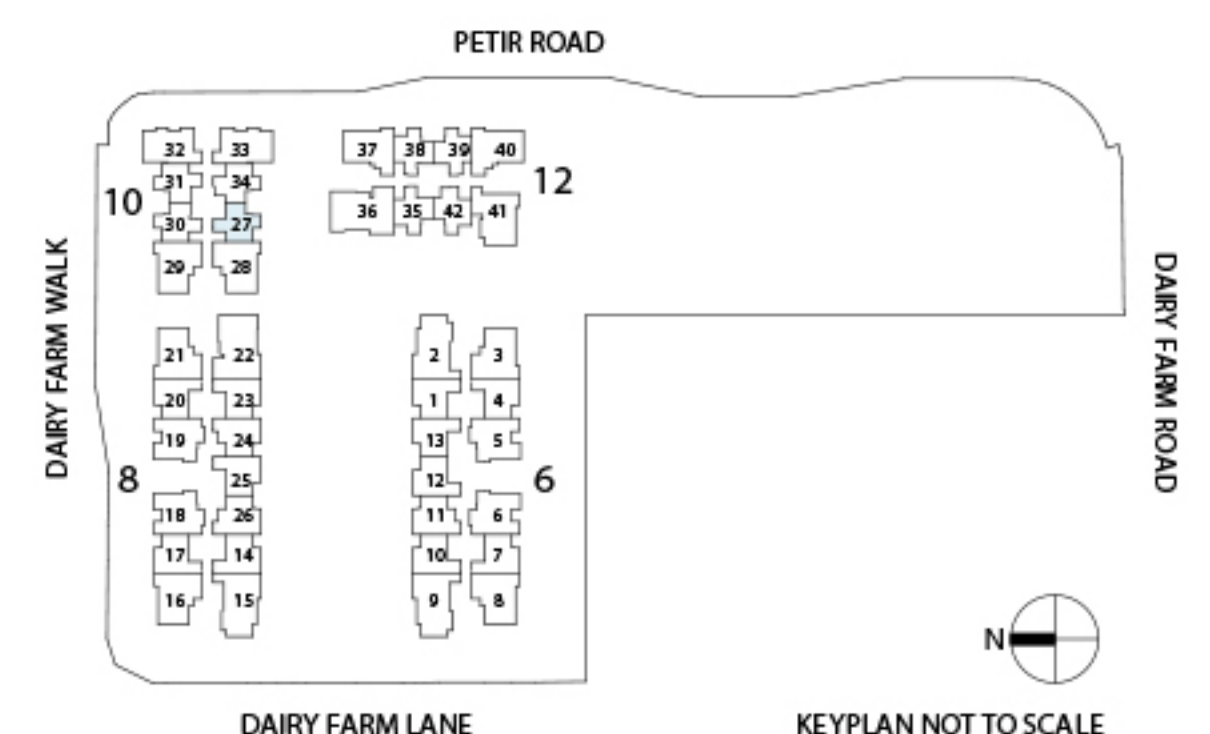 PETIR ROAD
32 33 37 38 39 40
31 34
10 12
30 27 36 35 42 41
29 28
DAIRY FARM WALK
DAIRY FARM ROAD
21 22 2 3
20 23 1 4
19 24 13 5
8 25 12 6
18 26 11 6
17 14 10 7
16 15 9 8
N
DAIRY FARM LANE
KEYPLAN NOT TO SCALE